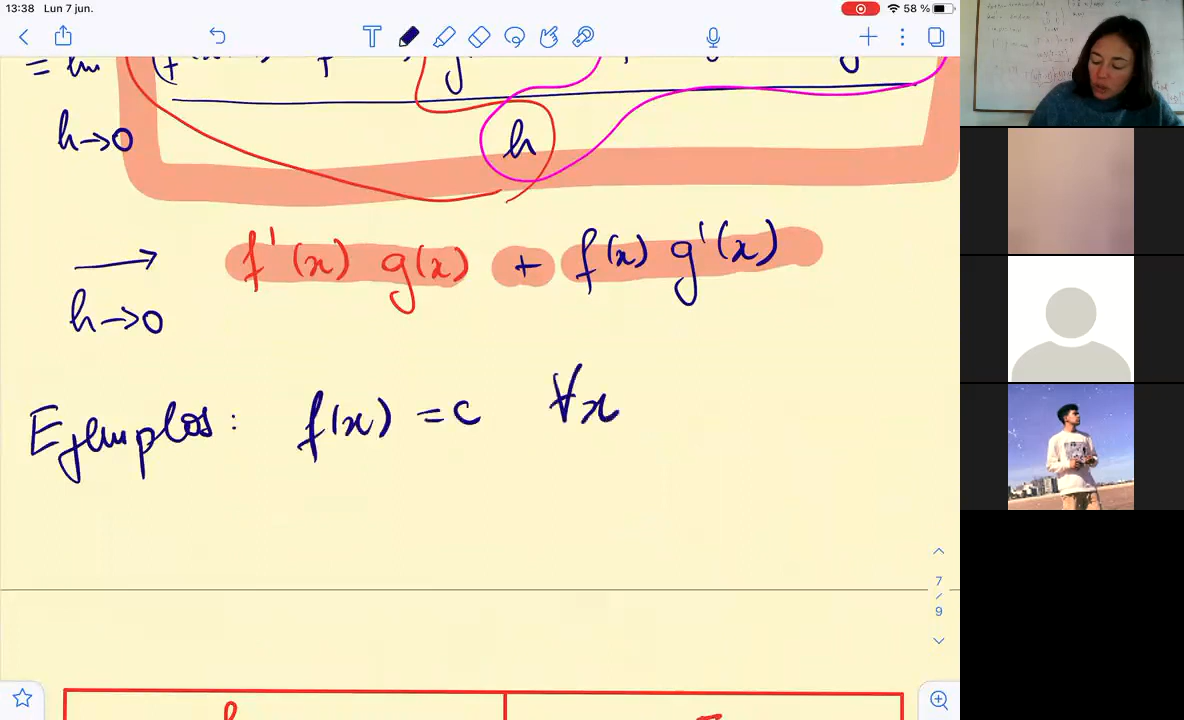 13:38 Lun 7 jun. 58 %
h→0
h
→ f'(x) g(x) + f(x) g'(x)
h→0
Ejemplos: f(x) = c ∀x
7
/
9